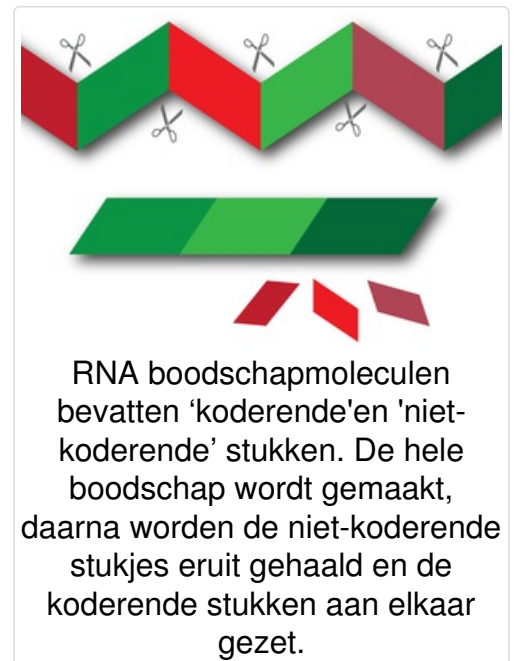 RNA boodschapmoleculen
bevatten ‘koderende'en 'niet-
koderende’ stukken. De hele
boodschap wordt gemaakt,
daarna worden de niet-koderende
stukjes eruit gehaald en de
koderende stukken aan elkaar
gezet.